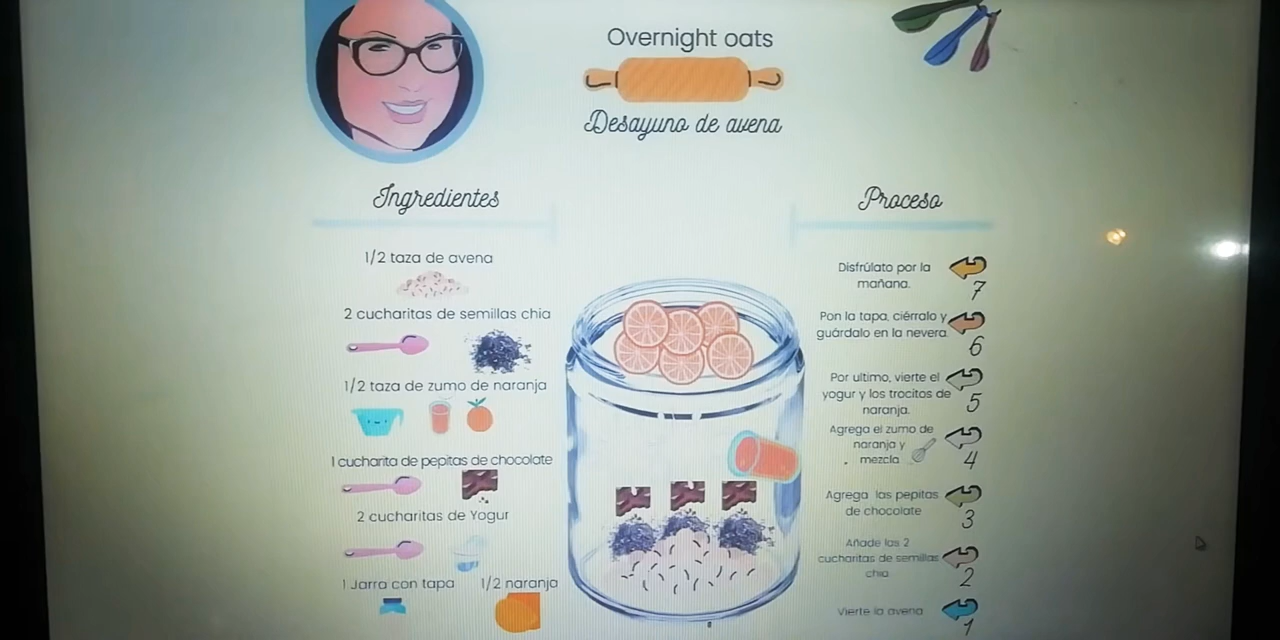 Overnight oats
Desayuno de avena
Ingredientes
1/2 taza de avena
2 cucharitas de semillas chia
1/2 taza de zumo de naranja
1 cucharita de pepitas de chocolate
2 cucharitas de Yogur
1 Jarra con tapa
1/2 naranja
Proceso
Disfrúlato por la
mañana.
7
Pon la tapa, ciérralo y
guárdalo en la nevera.
6
Por ultimo, vierte el
yogur y los trocitos de
naranja.
5
Agrega el zumo de
naranja y
mezcla.
4
Agrega las pepitas
de chocolate
3
Añade las 2
cucharitas de semillas
chia.
2
Vierte la avena
1